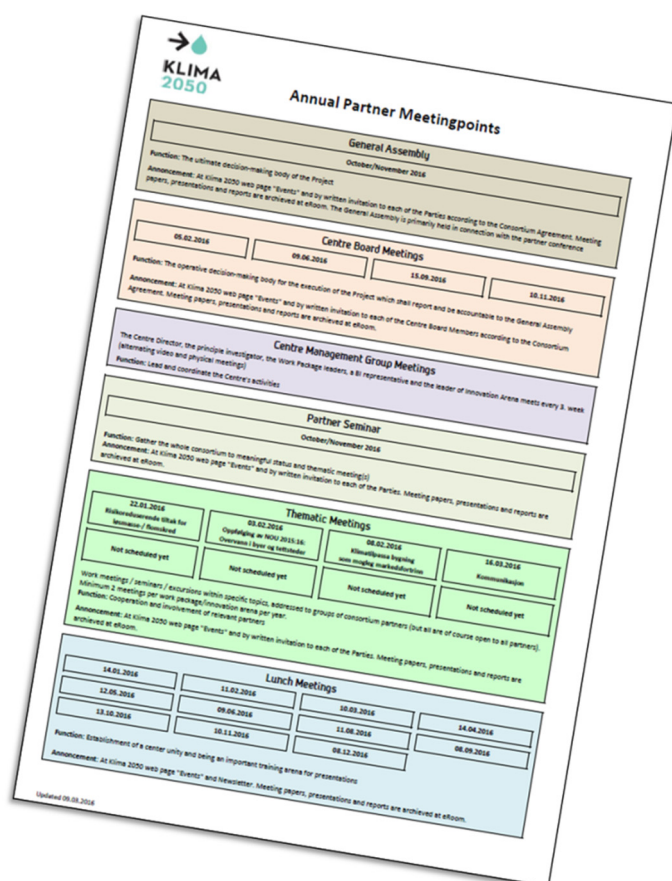 KLIMA
2050
Annual Partner Meetingpoints
General Assembly
October/November 2016
Function: The ultimate decision-making body of the Project
Annoncement: At Klima 2050 web page "Events" and by written invitation to each of the Parties according to the Consortium Agreement. Meeting
papers, presentations and reports are archieved at eRoom. The General Assembly is primarily held in connection with the partner conference
Centre Board Meetings
05.02.2016 09.06.2016 15.09.2016 10.11.2016
Function: The operative decision-making body for the execution of the Project which shall report and be accountable to the General Assembly
Annoncement: At Klima 2050 web page "Events" and by written invitation to each of the Centre Board Members according to the Consortium
Agreement. Meeting papers, presentations and reports are archieved at eRoom.
Centre Management Group Meetings
The Centre Director, the principle investigator, the Work Package leaders, a BI representative and the leader of Innovation Arena meets every 3. week
(alternating video and physical meetings)
Function: Lead and coordinate the Centre's activities
Partner Seminar
October/November 2016
Function: Gather the whole consortium to meaningful status and thematic meeting(s)
Annoncement: At Klima 2050 web page "Events" and by written invitation to each of the Parties. Meeting papers, presentations and reports are
archieved at eRoom.
Thematic Meetings
22.01.2016
Risikoreduserende tiltak for
løsmasse / flomskred
03.02.2016
Oppfølging av NOU 2015:16:
Overvann i byer og tettsteder
08.02.2016
Klimatilpassa bygning
som mogleg markedsfortrinn
16.03.2016
Kommunikasjon
Not scheduled yet Not scheduled yet Not scheduled yet Not scheduled yet
Work meetings / seminars / excursions within specific topics, addressed to groups of consortium partners (but all are of course open to all partners).
Minimum 2 meetings per work package/innovation arena per year.
Function: Cooperation and involvement of relevant partners
Annoncement: At Klima 2050 web page "Events" and by written invitation to each of the Parties. Meeting papers, presentations and reports are
archieved at eRoom.
Lunch Meetings
14.01.2016 11.02.2016 10.03.2016 14.04.2016
12.05.2016 09.06.2016 11.08.2016 08.09.2016
13.10.2016 10.11.2016 08.12.2016
Function: Establishment of a center unity and being an important training arena for presentations
Annoncement: At Klima 2050 web page "Events" and Newsletter. Meeting papers, presentations and reports are archieved at eRoom.
Updated 09.03.2016